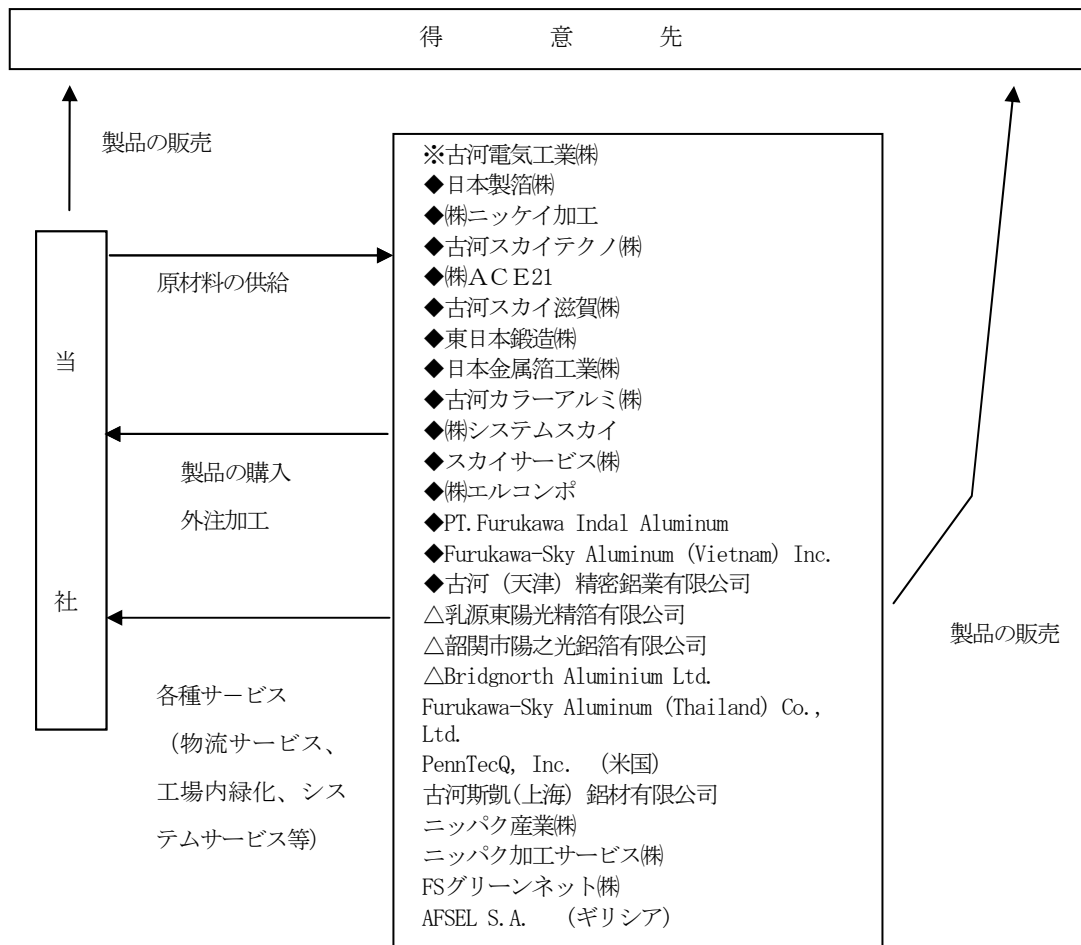 得 意 先
製品の販売
原材料の供給
当
社
製品の購入
外注加工
各種サービス
（物流サービス、
工場内緑化、シス
テムサービス等）
※古河電気工業㈱
◆日本製箔㈱
◆㈱ニッケイ加工
◆古河スカイテクノ㈱
◆㈱ＡＣＥ21
◆古河スカイ滋賀㈱
◆東日本鍛造㈱
◆日本金属箔工業㈱
◆古河カラーアルミ㈱
◆㈱システムスカイ
◆スカイサービス㈱
◆㈱エルコンポ
◆PT.Furukawa Indal Aluminum
◆Furukawa-Sky Aluminum (Vietnam) Inc.
◆古河（天津）精密鋁業有限公司
△乳源東陽光精箔有限公司
△韶関市陽之光鋁箔有限公司
△Bridgnorth Aluminium Ltd.
Furukawa-Sky Aluminum (Thailand) Co.,
Ltd.
PennTecQ, Inc. （米国）
古河斯凱(上海）鋁材有限公司
ニッパク産業㈱
ニッパク加工サービス㈱
FSグリーンネット㈱
AFSEL S.A. （ギリシア）
製品の販売